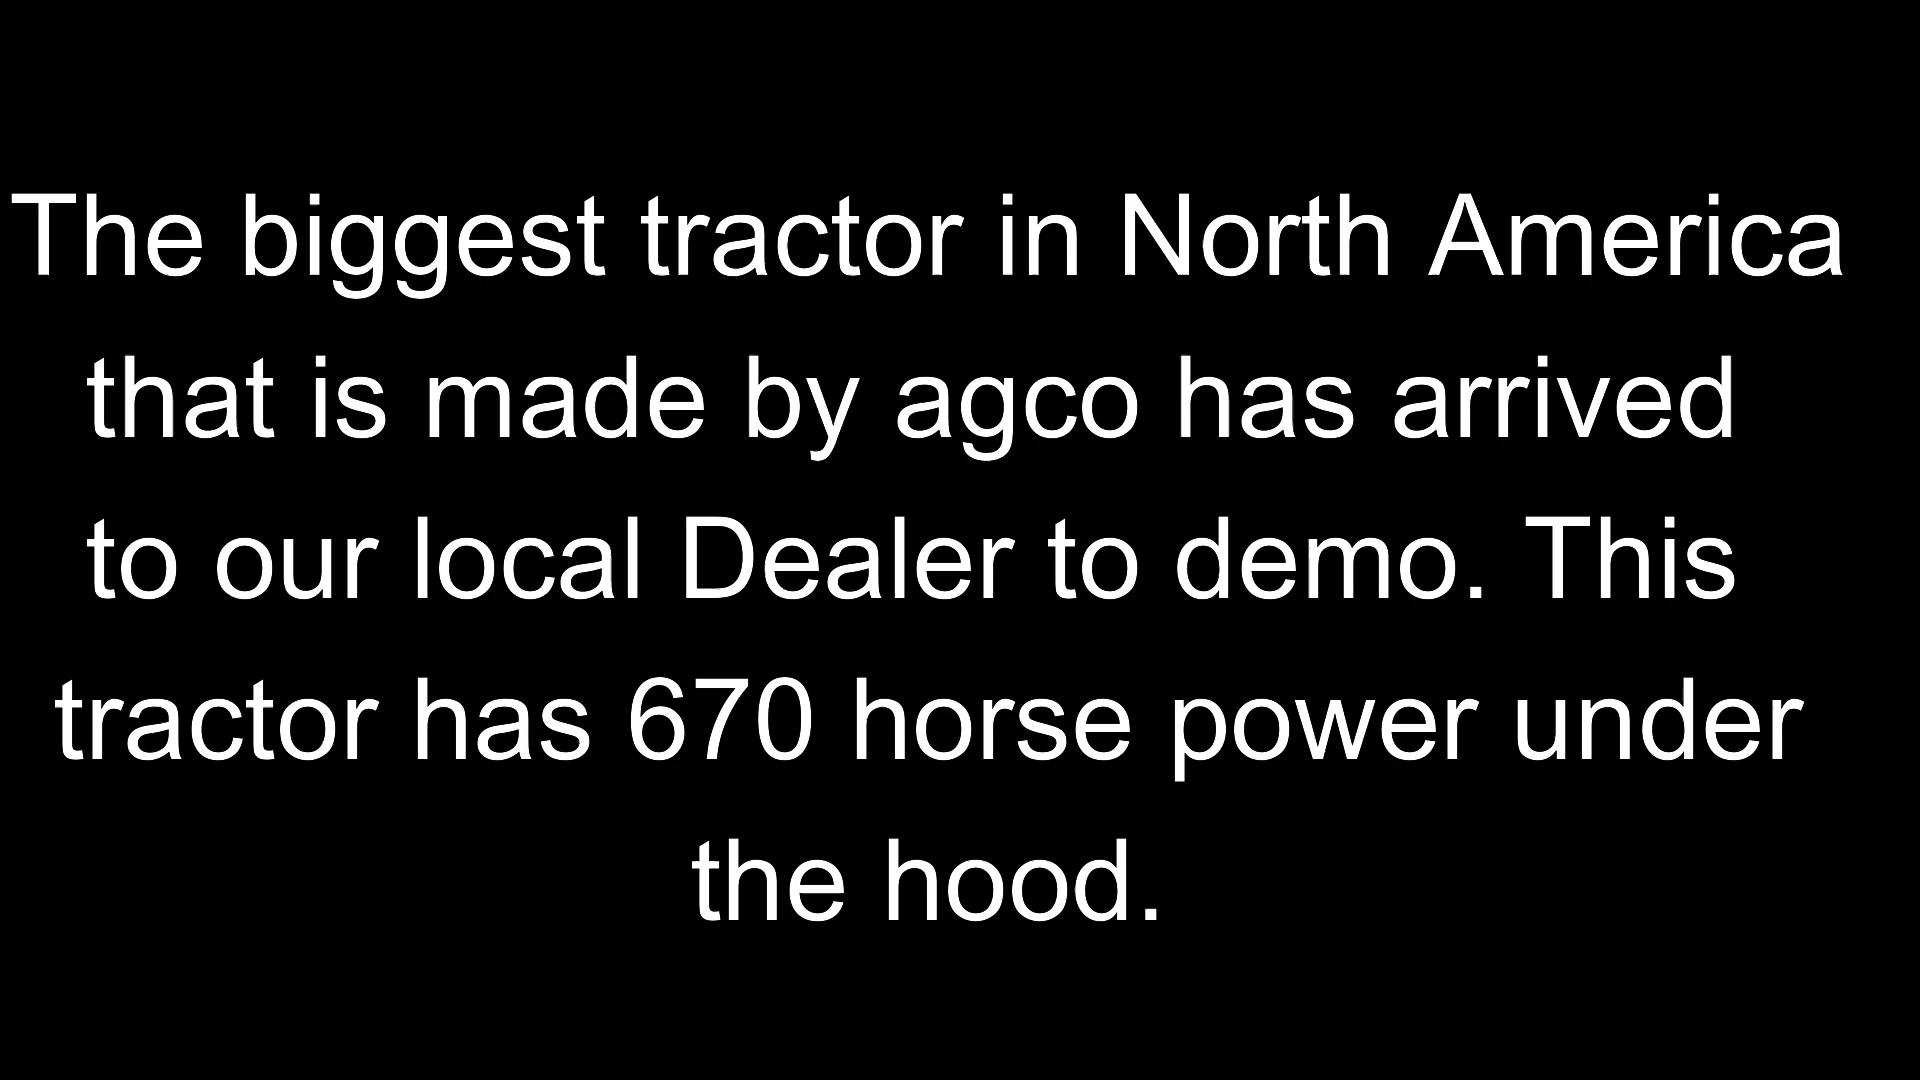 The biggest tractor in North America
that is made by agco has arrived
to our local Dealer to demo. This
tractor has 670 horse power under
the hood.